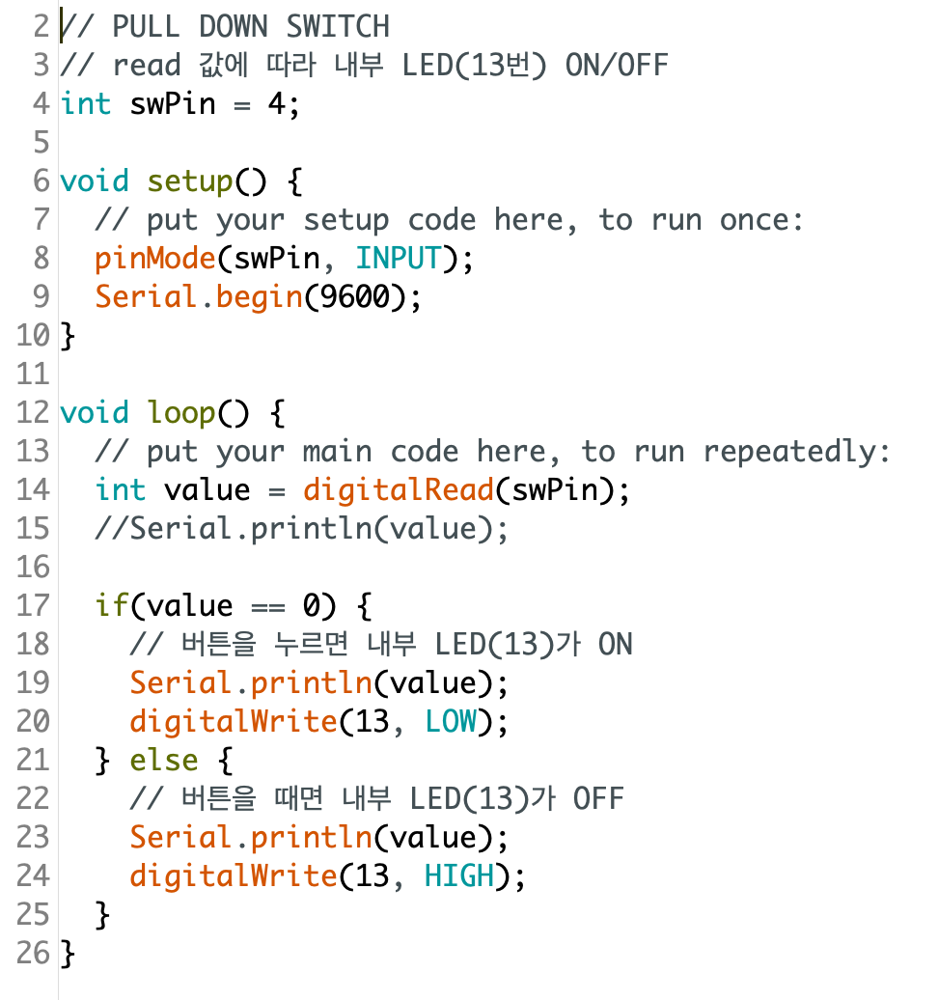 2 // PULL DOWN SWITCH
3 // read 값에 따라 내부 LED(13번) ON/OFF
4 int swPin = 4;
5
6 void setup() {
7   // put your setup code here, to run once:
8   pinMode(swPin, INPUT);
9   Serial.begin(9600);
10 }
11
12 void loop() {
13   // put your main code here, to run repeatedly:
14   int value = digitalRead(swPin);
15   //Serial.println(value);
16
17   if(value == 0) {
18     // 버튼을 누르면 내부 LED(13)가 ON
19     Serial.println(value);
20     digitalWrite(13, LOW);
21   } else {
22     // 버튼을 때면 내부 LED(13)가 OFF
23     Serial.println(value);
24     digitalWrite(13, HIGH);
25   }
26 }